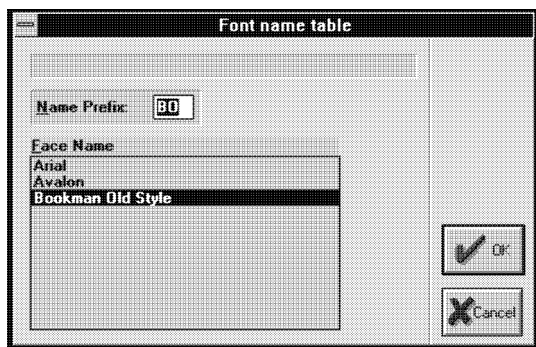 Font name table
Name Prefix: BO
Face Name
Arial
Avalon
Bookman Old Style
OK
Cancel